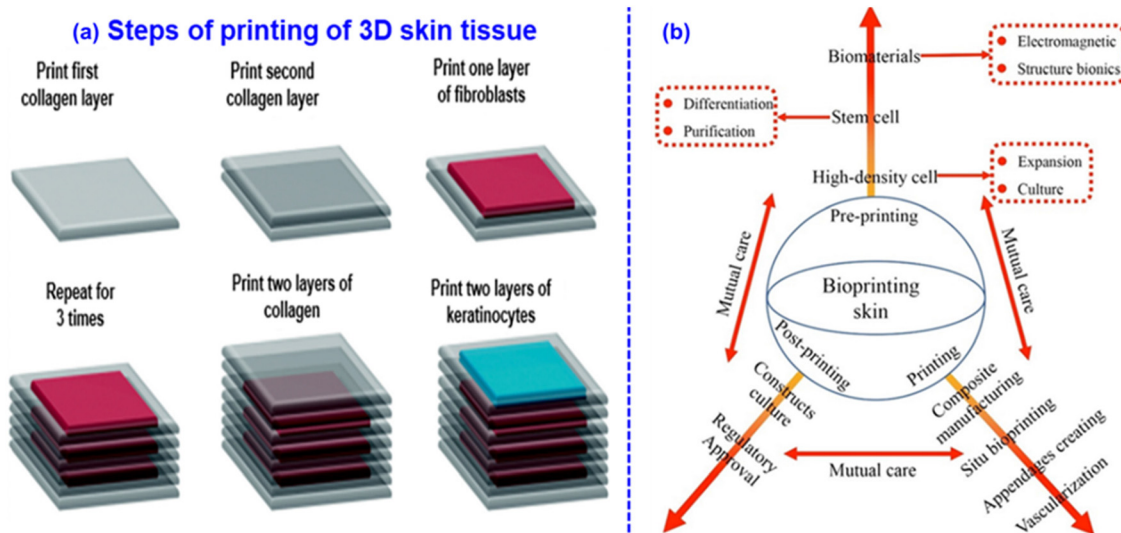 (a) Steps of printing of 3D skin tissue
Print first
collagen layer
Print second
collagen layer
Print one layer
of fibroblasts
Repeat for
3 times
Print two layers of
collagen
Print two layers of
keratinocytes
(b)
Biomaterials
Electromagnetic
Structure bionics
Differentiation
Purification
Stem cell
High-density cell
Expansion
Culture
Pre-printing
Mutual care
Mutual care
Bioprinting
skin
Post-printing
Printing
Constructs
culture
Regulatory
Approval
Composite
manufacturing
Situ bioprinting
Appendages creating
Vascularization
Mutual care